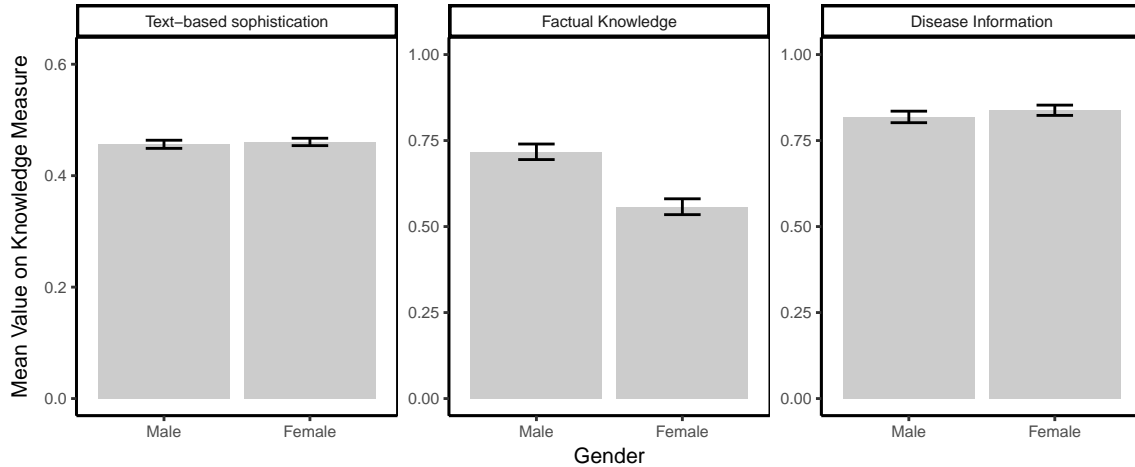 Text−based sophistication
Factual Knowledge
Disease Information
Mean Value on Knowledge Measure
0.6
0.4
0.2
0.0
1.00
0.75
0.50
0.25
0.00
1.00
0.75
0.50
0.25
0.00
Male Female
Male Female
Male Female
Gender